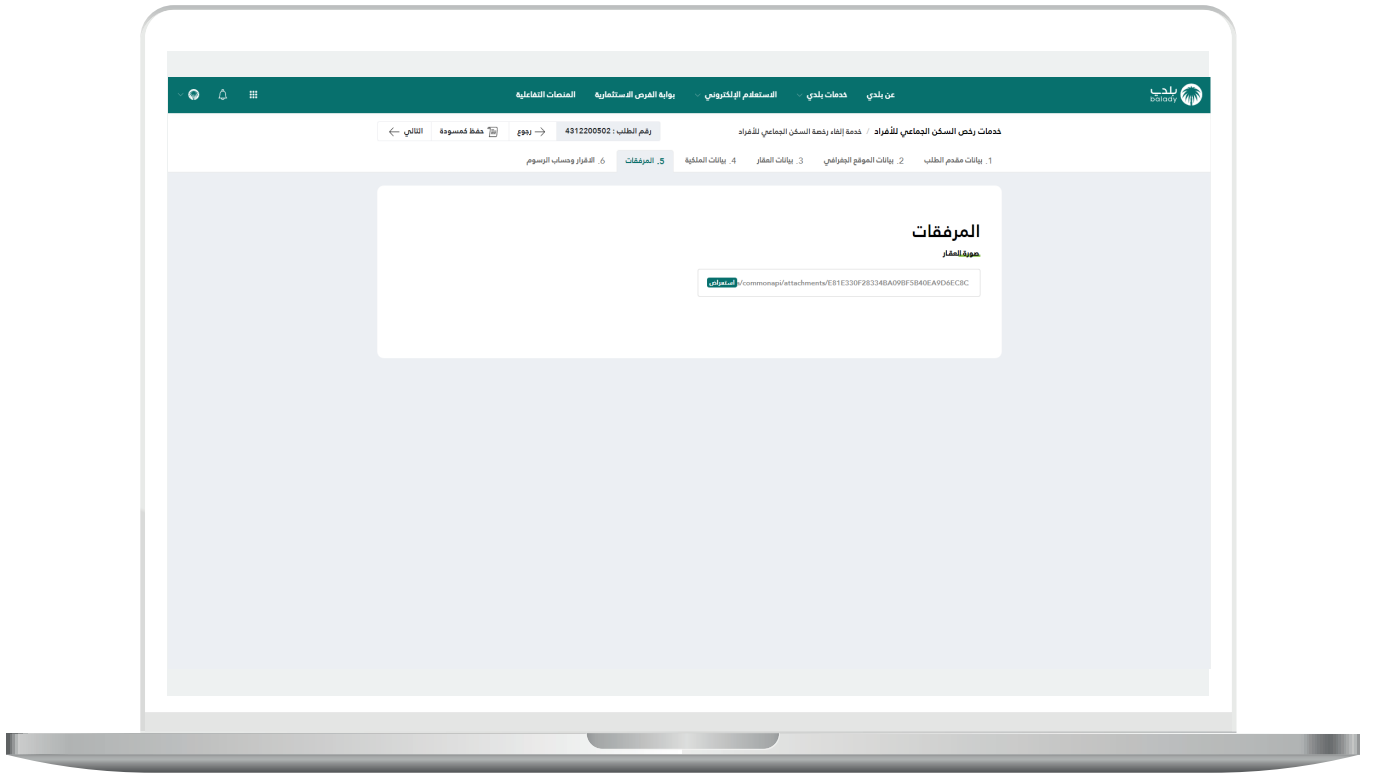 بلدي
balady
عن بلدي خدمات بلدي الاستعلام الإلكتروني بوابة الفرص الاستثمارية المنصات التفاعلية
خدمات رخص السكن الجماعي للأفراد / خدمة إلغاء رخصة السكن الجماعي للأفراد
رقم الطلب : 4312200502 رجوع حفظ كمسودة التالي
1. بيانات مقدم الطلب 2. بيانات الموقع الجغرافي 3. بيانات العقار 4. بيانات الملكية 5. المرفقات 6. الاقرار وحساب الرسوم
المرفقات
صورة العقار
/commonapi/attachments/E81E330F28334BA09BF5B40EA9D6EC8C استعراض